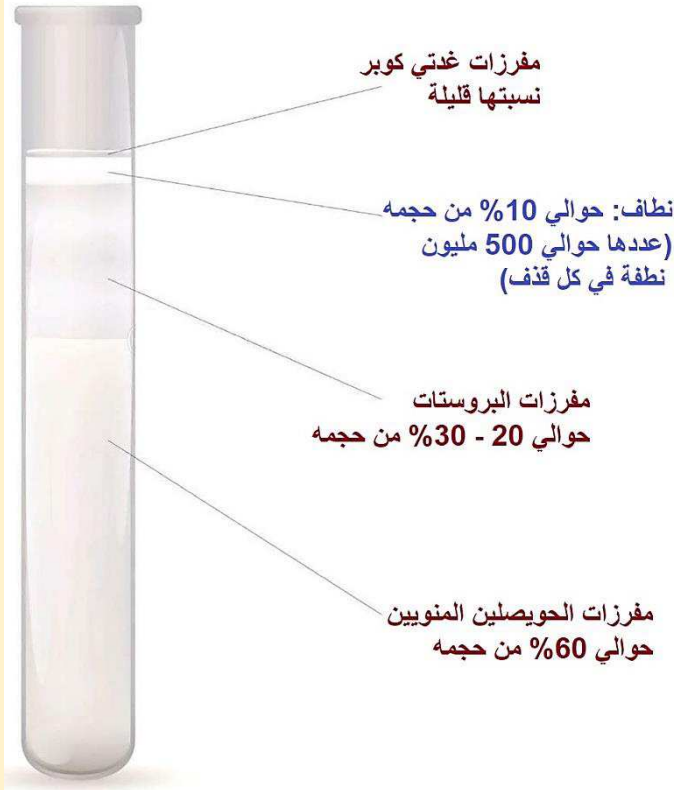 مفرزات غدتي كوبر
نسبتها قليلة
نطاف: حوالي 10% من حجمه
(عددها حوالي 500 مليون
نطفة في كل قذف)
مفرزات البروستات
حوالي 20 - 30% من حجمه
مفرزات الحويصلين المنويين
حوالي 60% من حجمه